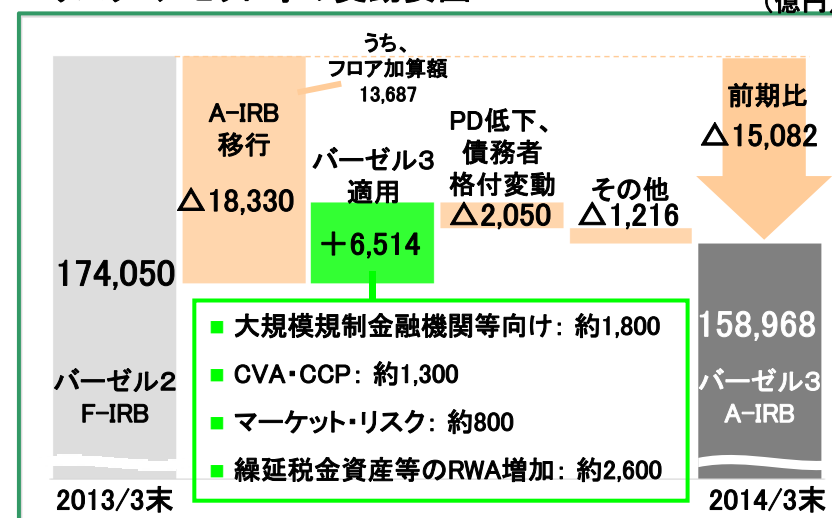 (億円)
うち、
フロア加算額
13,687
A-IRB
移行
△18,330
バーゼル3
適用
+6,514
PD低下、
債務者
格付変動
△2,050
その他
△1,216
前期比
△15,082
174,050
バーゼル2
F-IRB
2013/3末
158,968
バーゼル3
A-IRB
2014/3末
■ 大規模規制金融機関等向け: 約1,800
■ CVA・CCP: 約1,300
■ マーケット・リスク: 約800
■ 繰延税金資産等のRWA増加: 約2,600